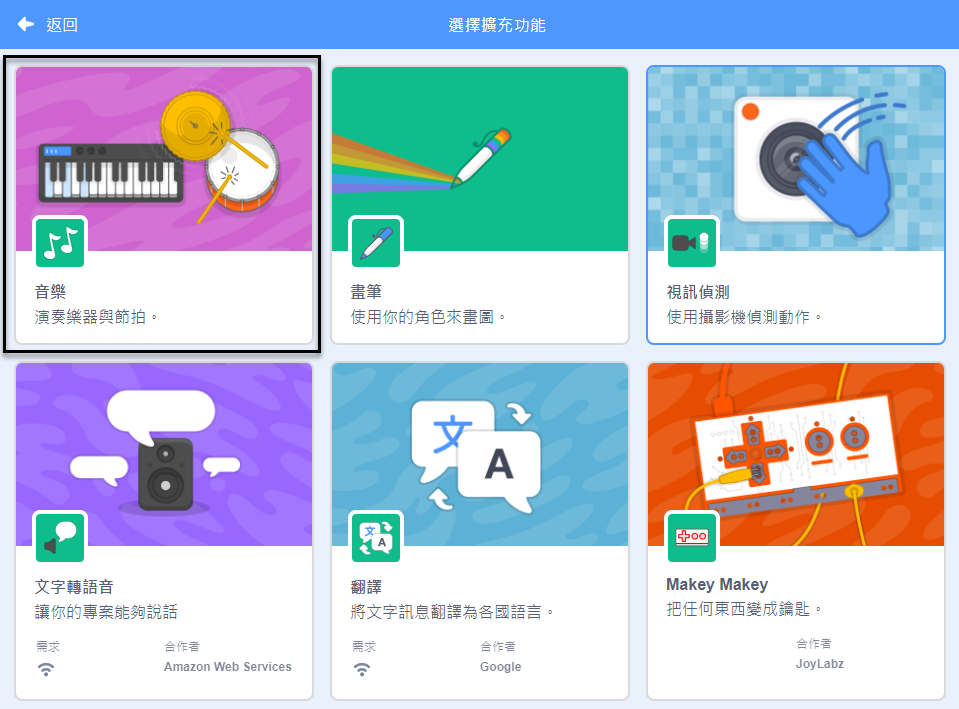 返回
選擇擴充功能
音樂
演奏樂器與節拍。
畫筆
使用你的角色來畫圖。
視訊偵測
使用攝影機偵測動作。
文
A
文
A
文字轉語音
讓你的專案能夠說話
需求
合作者
Amazon Web Services
翻譯
將文字訊息翻譯為各國語言。
需求
合作者
Google
Makey Makey
把任何東西變成鑰匙。
合作者
JoyLabz